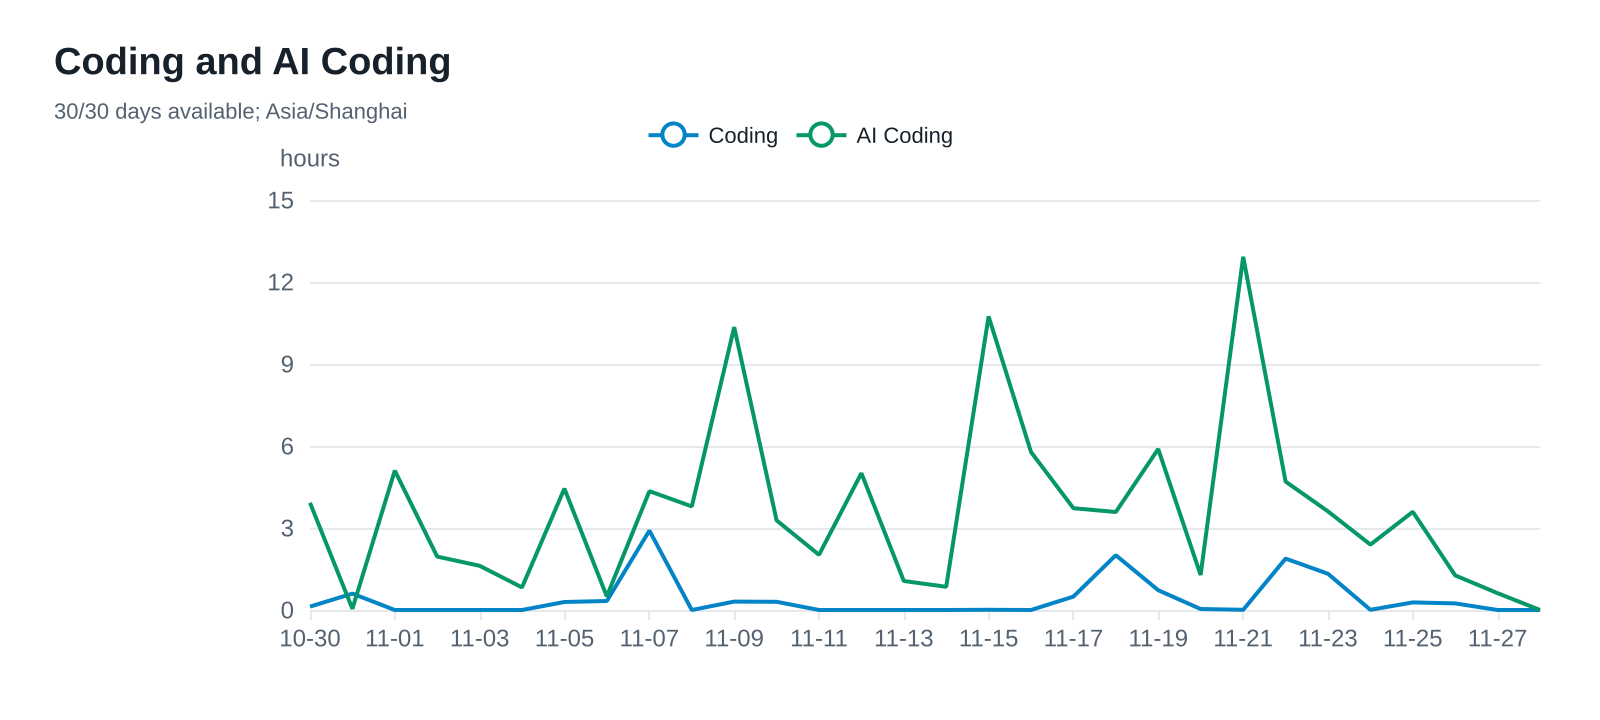 Coding and AI Coding
30/30 days available; Asia/Shanghai
Coding AI Coding
hours
15
12
9
6
3
0
10-30 11-01 11-03 11-05 11-07 11-09 11-11 11-13 11-15 11-17 11-19 11-21 11-23 11-25 11-27